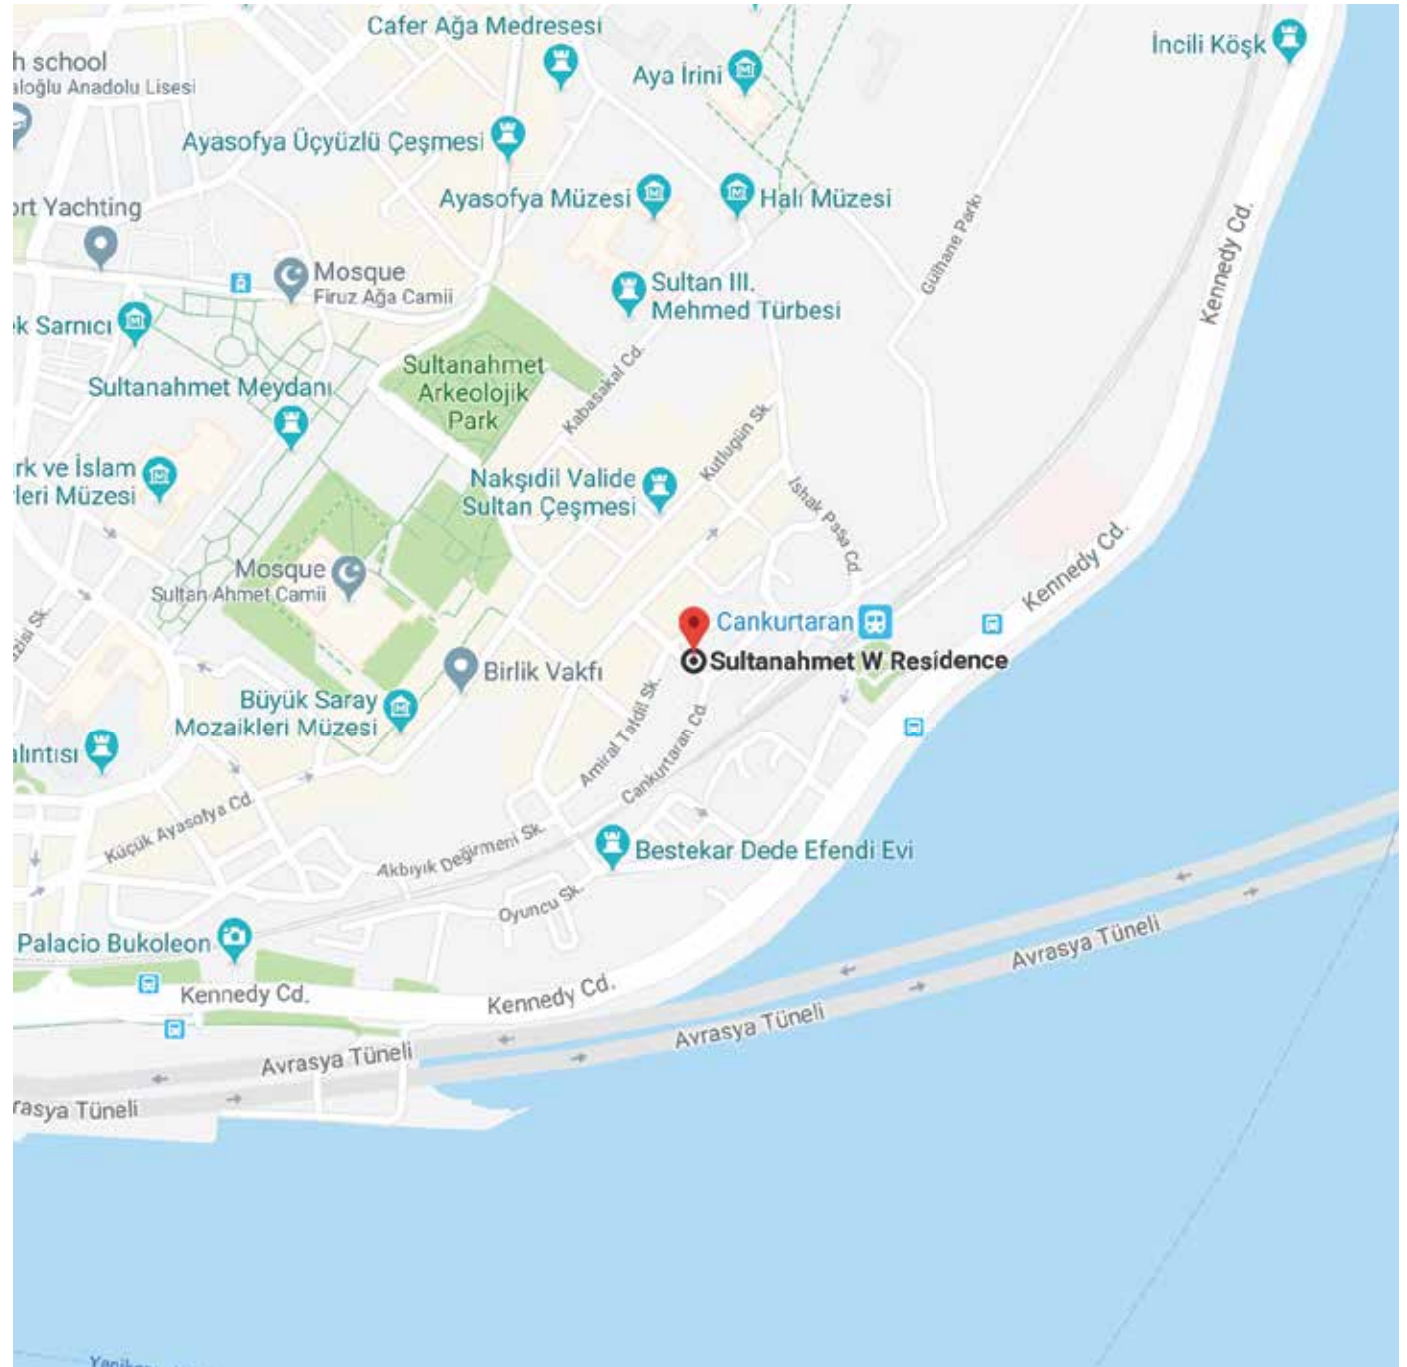 Cafer Ağa Medresesi
İncili Köşk
h school
aloğlu Anadolu Lisesi
Aya İrini
Ayasofya Üçyüzlü Çeşmesi
Ayasofya Müzesi
Halı Müzesi
ort Yachting
Gülhane Parkı
Kennedy Cd.
Mosque
Firuz Ağa Camii
Sultan III.
Mehmed Türbesi
k Sarnıcı
Sultanahmet
Arkeolojik
Park
Kabasakal Cd.
Sultanahmet Meydanı
Kutlugün Sk.
rk ve İslam
leri Müzesi
Nakşıdil Valide
Sultan Çeşmesi
İshak Paşa Cd.
Kennedy Cd.
Mosque
Sultan Ahmet Camii
Cankurtaran
Sultanahmet W Residence
Birlik Vakfı
Büyük Saray
Mozaikleri Müzesi
Amiral Tafdil Sk.
Cankurtaran Cd.
alıntısı
Küçük Ayasofya Cd.
Akbıyık Değirmeni Sk.
Bestekar Dede Efendi Evi
Oyuncu Sk.
Palacio Bukoleon
Avrasya Tüneli
Kennedy Cd.
Kennedy Cd.
Avrasya Tüneli
Avrasya Tüneli
rasya Tüneli